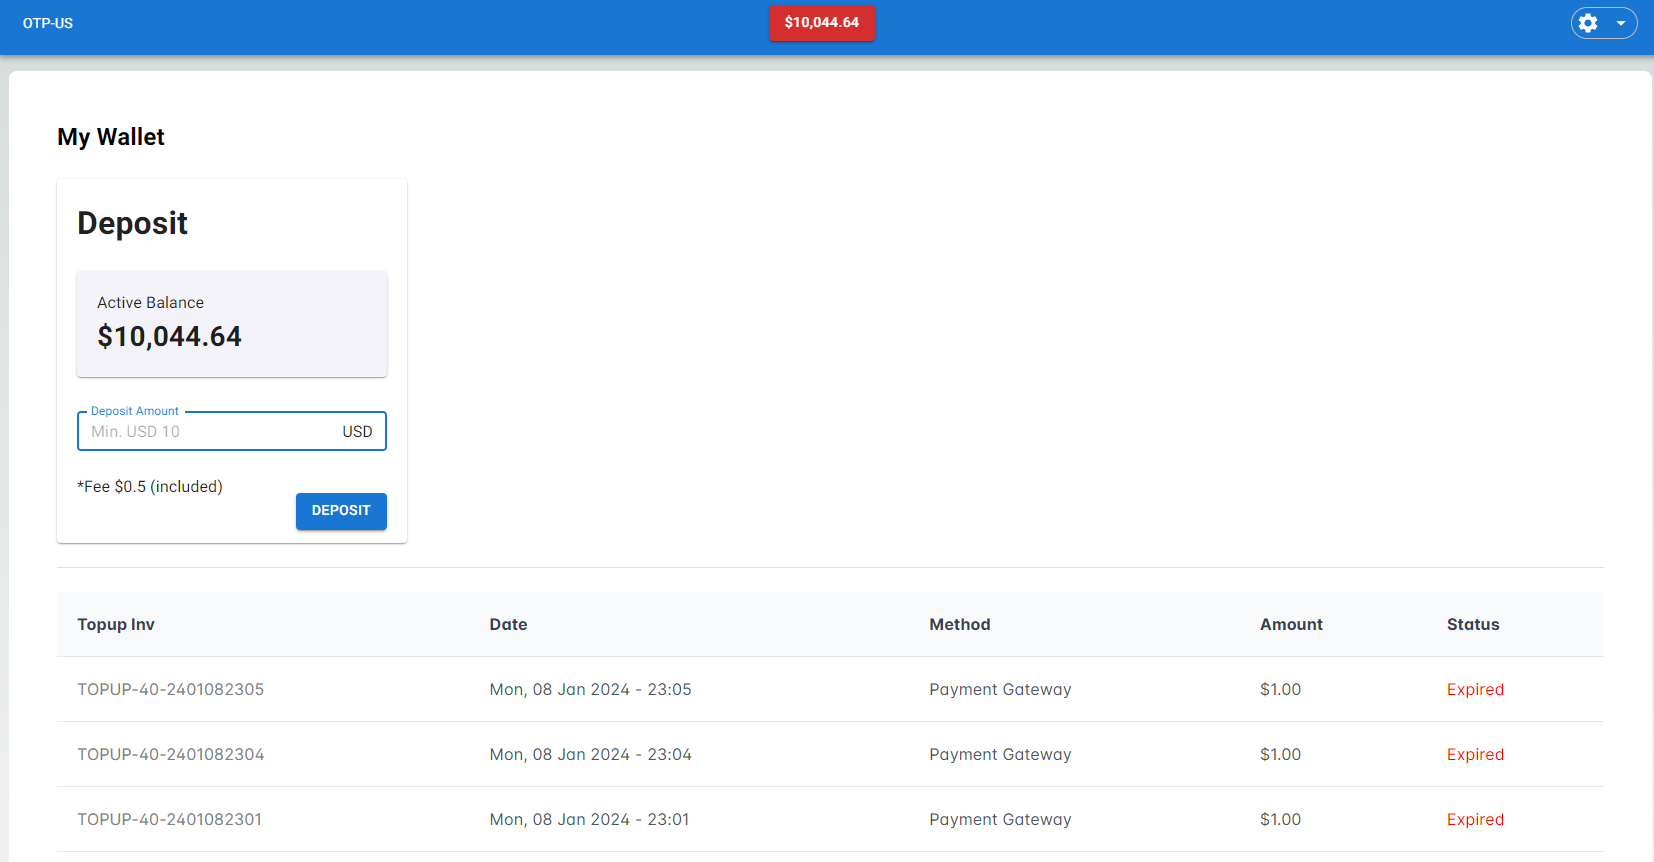 OTP-US
$10,044.64
My Wallet
Deposit
Active Balance
$10,044.64
Deposit Amount
Min. USD 10 USD
*Fee $0.5 (included)
DEPOSIT
Topup Inv Date Method Amount Status
TOPUP-40-2401082305 Mon, 08 Jan 2024 - 23:05 Payment Gateway $1.00 Expired
TOPUP-40-2401082304 Mon, 08 Jan 2024 - 23:04 Payment Gateway $1.00 Expired
TOPUP-40-2401082301 Mon, 08 Jan 2024 - 23:01 Payment Gateway $1.00 Expired